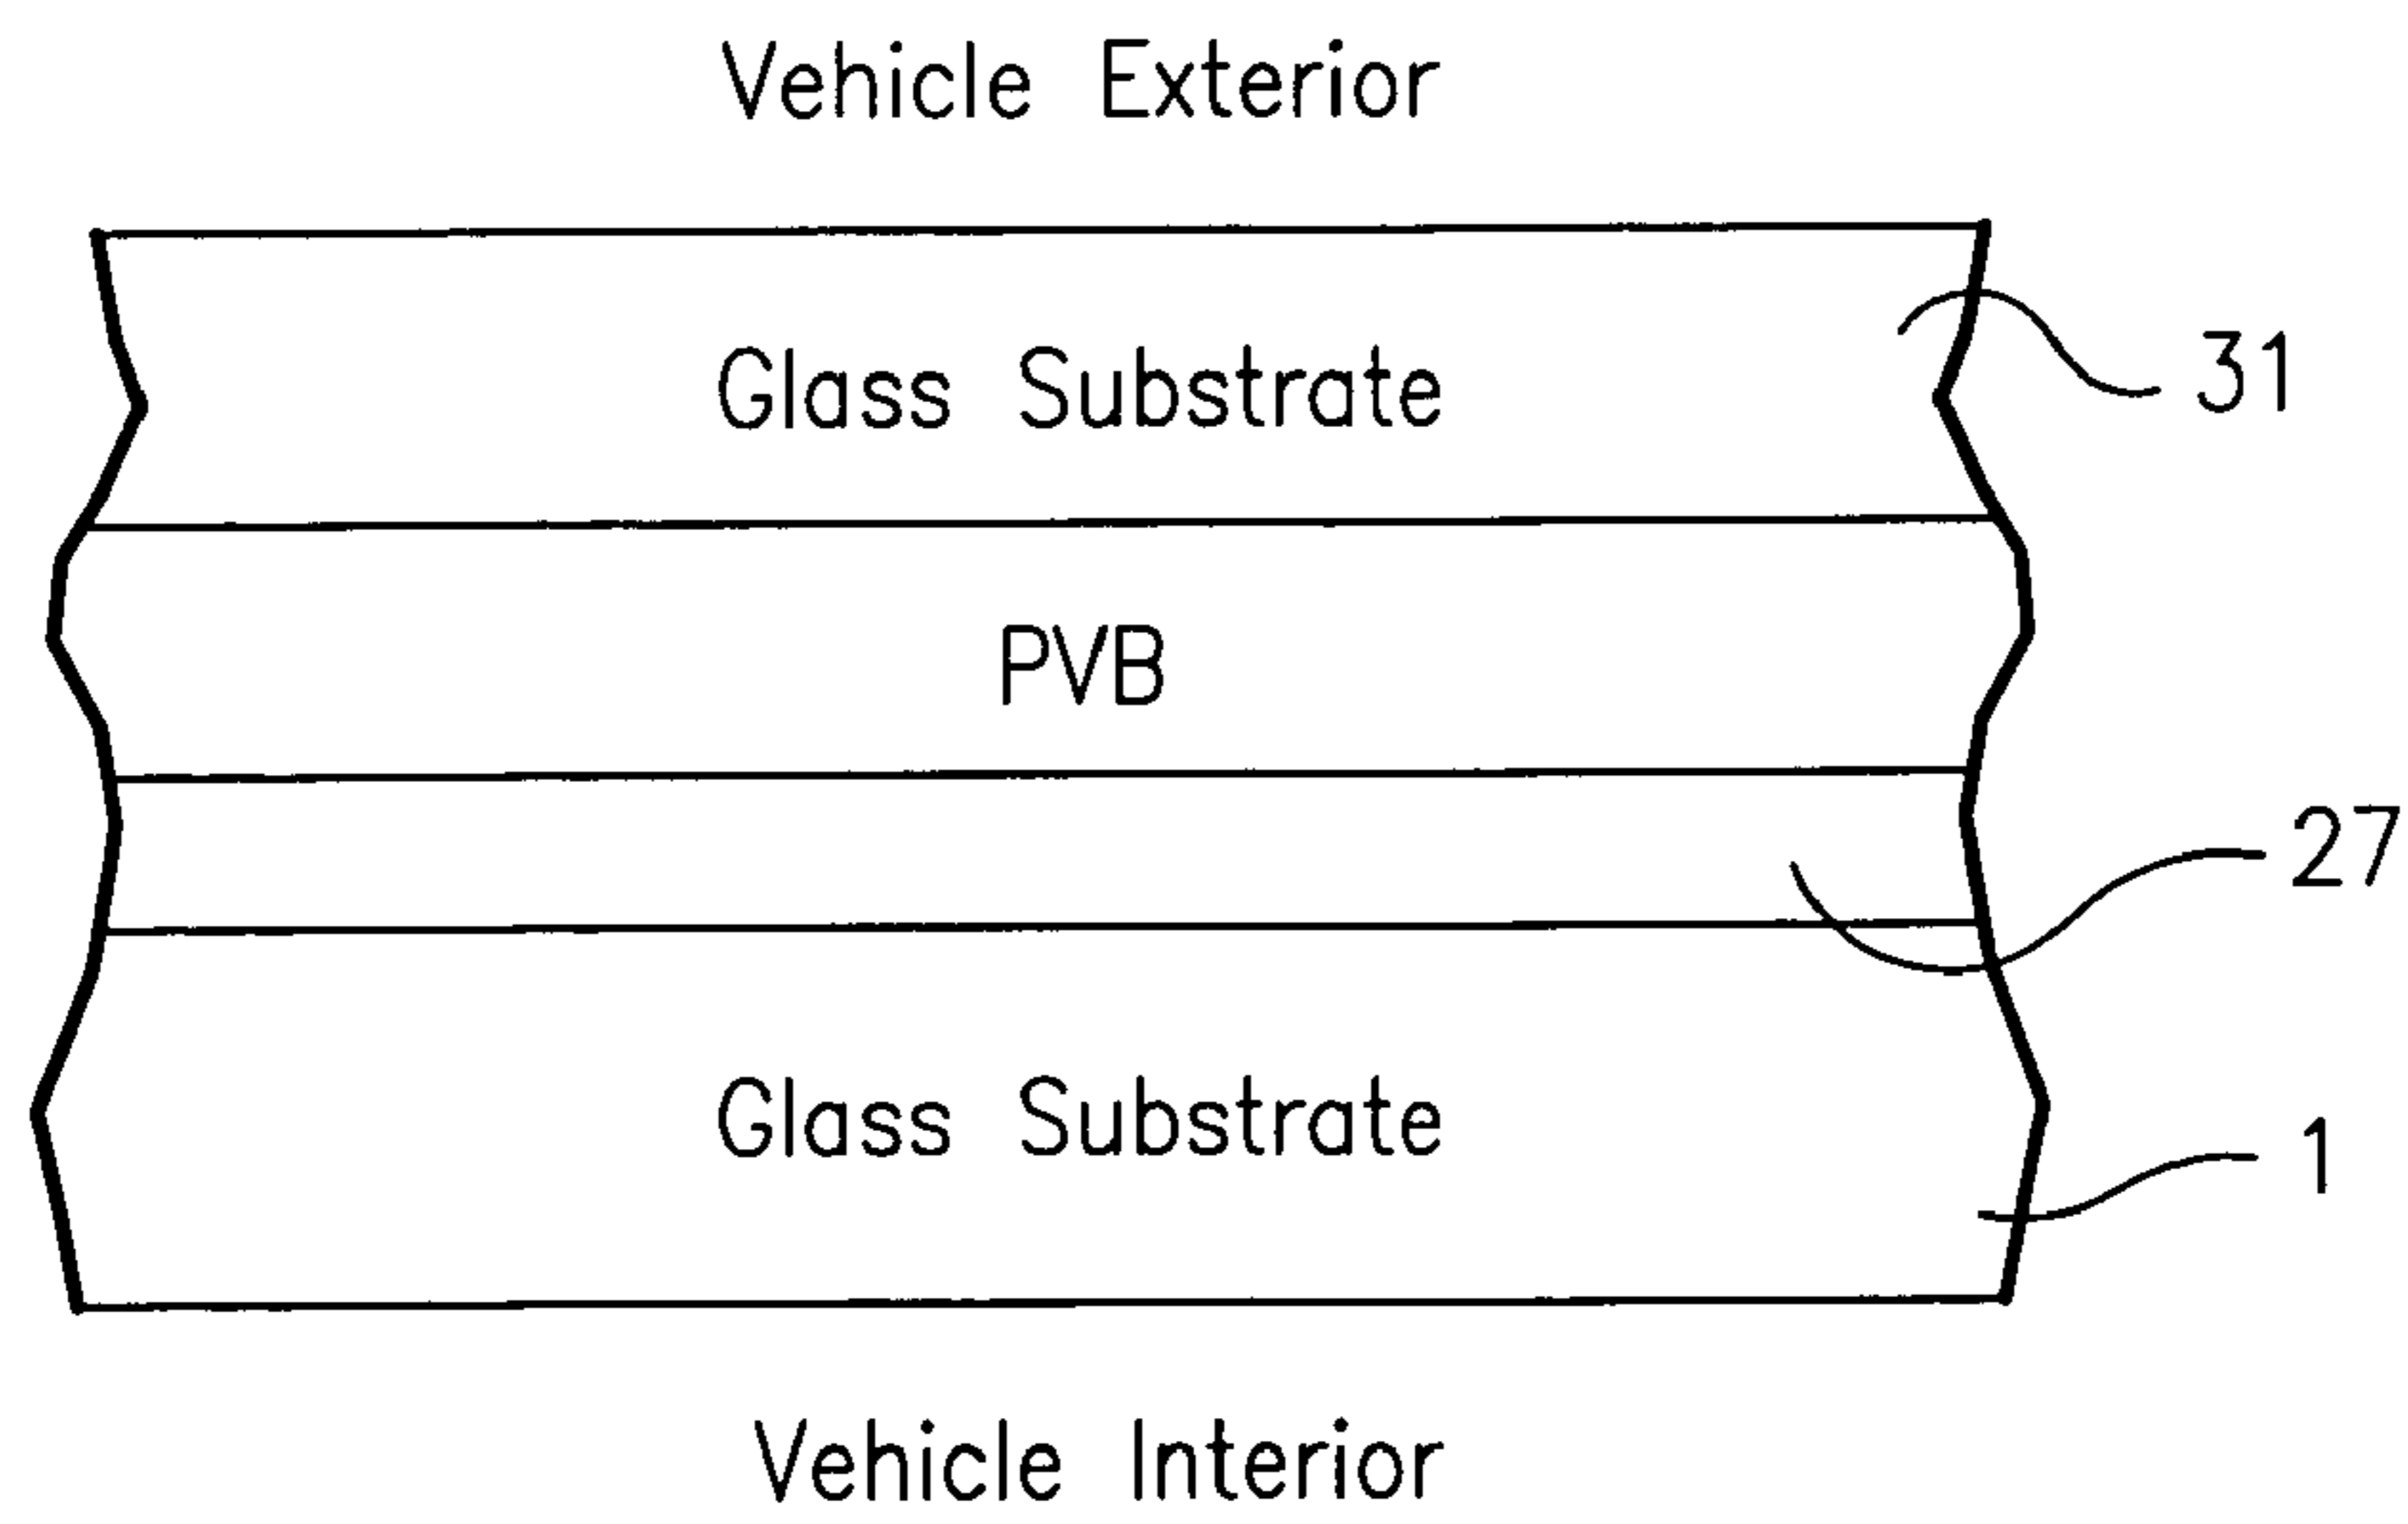 Vehicle Exterior
Glass Substrate
31
PVB
27
Glass Substrate
1
Vehicle Interior